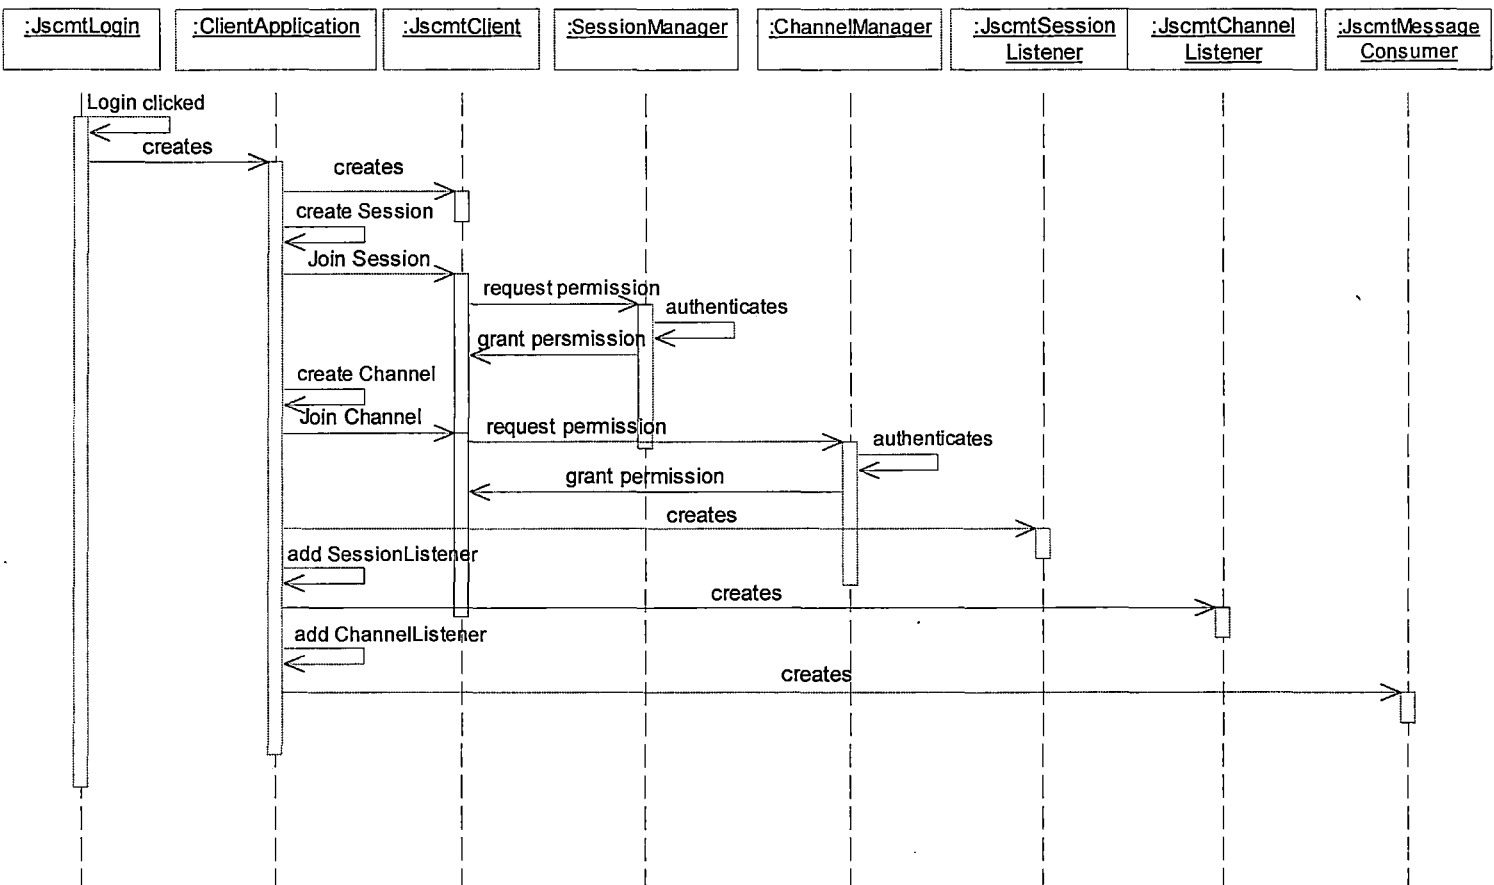 :JscmtLogin
:ClientApplication
:JscmtClient
:SessionManager
:ChannelManager
:JscmtSession
Listener
:JscmtChannel
Listener
:JscmtMessage
Consumer
Login clicked
creates
creates
create Session
Join Session
request permission
authenticates
grant persmission
create Channel
Join Channel
request permission
authenticates
grant permission
creates
add SessionListener
creates
add ChannelListener
creates